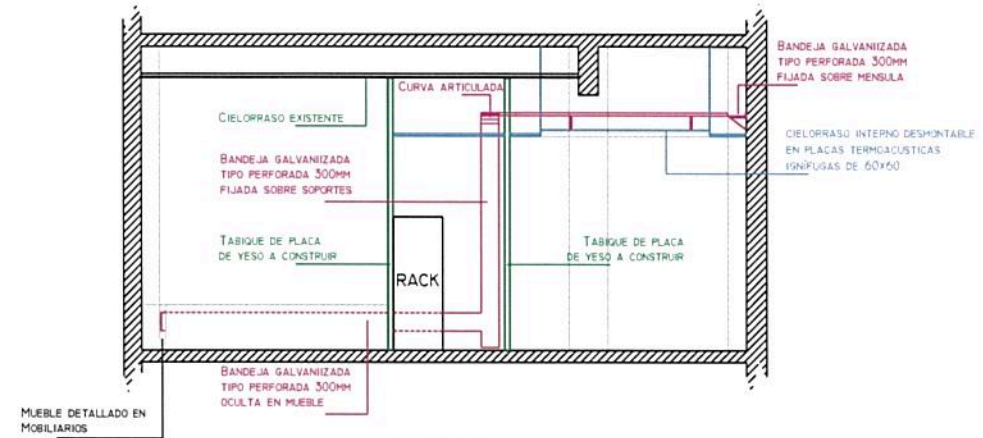 BANDEJA GALVANIIZADA
TIPO PERFORADA 300MM
FIJADA SOBRE MENSULA
CURVA ARTICULADA
CIELORRASO EXISTENTE
CIELORRASO INTERNO DESMONTABLE
EN PLACAS TERMOACUSTICAS
IGNÍFUGAS DE 60X60
BANDEJA GALVANIIZADA
TIPO PERFORADA 300MM
FIJADA SOBRE SOPORTES
TABIQUE DE PLACA
DE YESO A CONSTRUIR
TABIQUE DE PLACA
DE YESO A CONSTRUIR
RACK
BANDEJA GALVANIIZADA
TIPO PERFORADA 300MM
OCULTA EN MUEBLE
MUEBLE DETALLADO EN
MOBILIARIOS